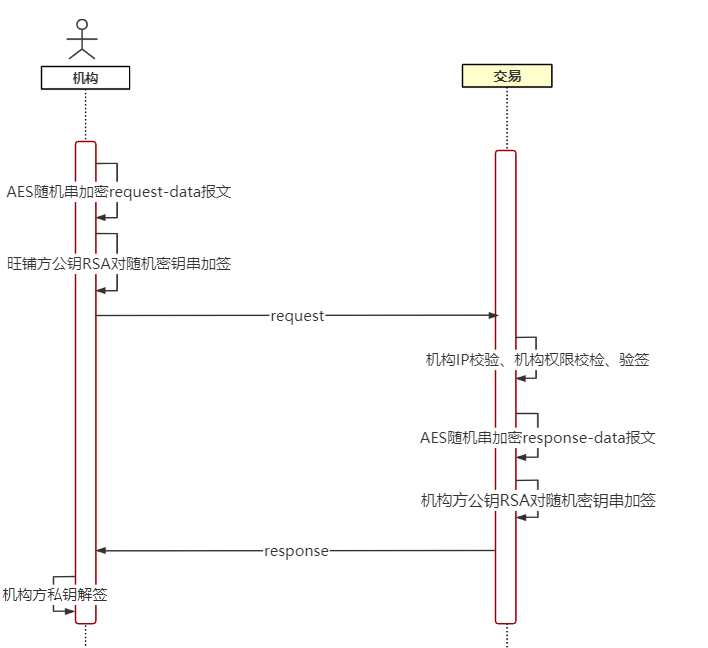 机构
交易
AES随机串加密request-data报文
旺铺方公钥RSA对随机密钥串加签
request
机构IP校验、机构权限校检、验签
AES随机串加密response-data报文
机构方公钥RSA对随机密钥串加签
response
机构方私钥解签